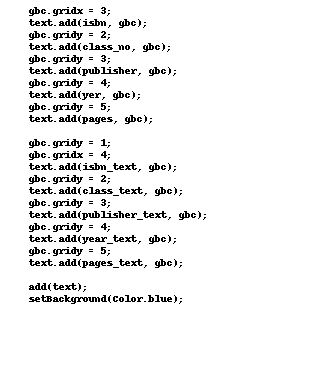 gbc.gridx = 3;
text.add(isbn, gbc);
gbc.gridy = 2;
text.add(class_no, gbc);
gbc.gridy = 3;
text.add(publisher, gbc);
gbc.gridy = 4;
text.add(yer, gbc);
gbc.gridy = 5;
text.add(pages, gbc);

gbc.gridy = 1;
gbc.gridx = 4;
text.add(isbn_text, gbc);
gbc.gridy = 2;
text.add(class_text, gbc);
gbc.gridy = 3;
text.add(publisher_text, gbc);
gbc.gridy = 4;
text.add(year_text, gbc);
gbc.gridy = 5;
text.add(pages_text, gbc);

add(text);
setBackground(Color.blue);